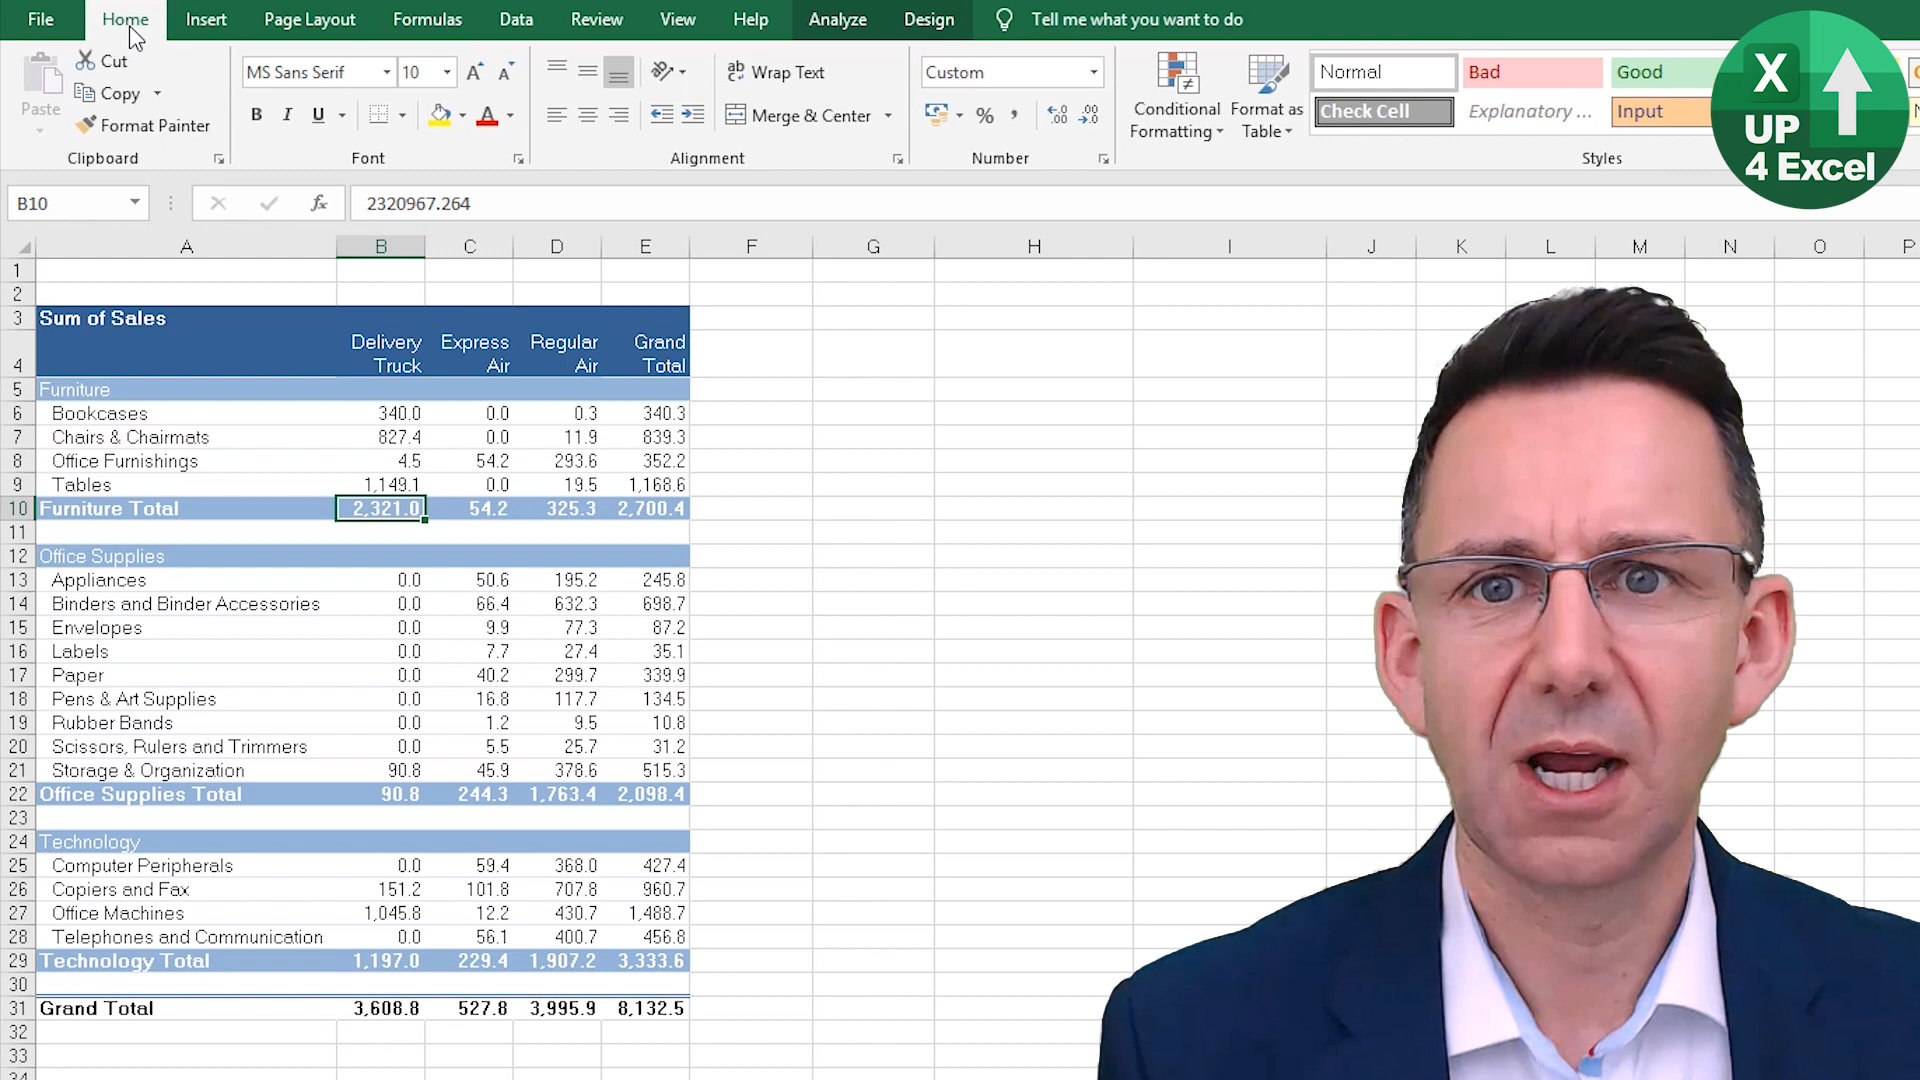 File Home Insert Page Layout Formulas Data Review View Help Analyze Design Tell me what you want to do
X
UP
4 Excel
Paste
Cut
Copy
Format Painter
Clipboard
MS Sans Serif 10
B I U
Font
Wrap Text
Merge & Center
Alignment
Custom
%
Number
Conditional
Formatting
Format as
Table
Normal Bad Good
Check Cell Explanatory ... Input
Styles
B10 fx 2320967.264
A B C D E F G H I J K L M N O P
1
2
3 Sum of Sales
4 Delivery Truck Express Air Regular Air Grand Total
5 Furniture
6 Bookcases 340.0 0.0 0.3 340.3
7 Chairs & Chairmats 827.4 0.0 11.9 839.3
8 Office Furnishings 4.5 54.2 293.6 352.2
9 Tables 1,149.1 0.0 19.5 1,168.6
10 Furniture Total 2,321.0 54.2 325.3 2,700.4
11
12 Office Supplies
13 Appliances 0.0 50.6 195.2 245.8
14 Binders and Binder Accessories 0.0 66.4 632.3 698.7
15 Envelopes 0.0 9.9 77.3 87.2
16 Labels 0.0 7.7 27.4 35.1
17 Paper 0.0 40.2 299.7 339.9
18 Pens & Art Supplies 0.0 16.8 117.7 134.5
19 Rubber Bands 0.0 1.2 9.5 10.8
20 Scissors, Rulers and Trimmers 0.0 5.5 25.7 31.2
21 Storage & Organization 90.8 45.9 378.6 515.3
22 Office Supplies Total 90.8 244.3 1,763.4 2,098.4
23
24 Technology
25 Computer Peripherals 0.0 59.4 368.0 427.4
26 Copiers and Fax 151.2 101.8 707.8 960.7
27 Office Machines 1,045.8 12.2 430.7 1,488.7
28 Telephones and Communication 0.0 56.1 400.7 456.8
29 Technology Total 1,197.0 229.4 1,907.2 3,333.6
30
31 Grand Total 3,608.8 527.8 3,995.9 8,132.5
32
33
34